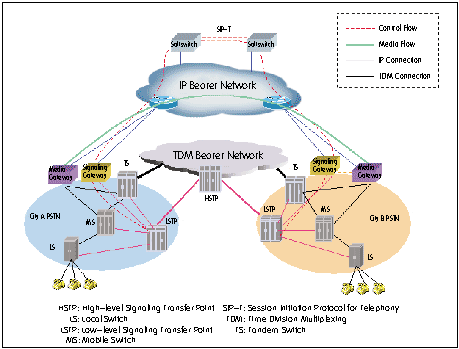 SIP-T
Softswitch
Softswitch
Control Flow
Media Flow
IP Connection
TDM Connection
IP Bearer Network
TDM Bearer Network
Media Gateway
Signaling Gateway
TS
HSTP
TS
Signaling Gateway
Media Gateway
City A PSTN
MS
LSTP
LS
LSTP
MS
City B PSTN
LS
HSTP: High-level Signaling Transfer Point
SIP-T: Session Initiation Protocol for Telephony
LS: Local Switch
TDM: Time Division Multiplexing
LSTP: Low-level Signaling Transfer Point
TS: Tandem Switch
MS: Mobile Switch